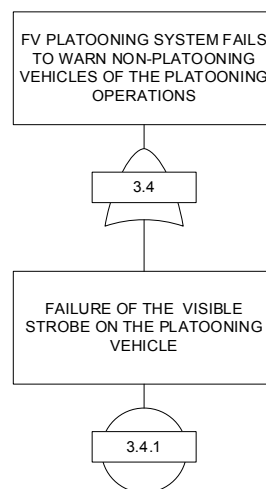 FV PLATOONING SYSTEM FAILS
TO WARN NON-PLATOONING
VEHICLES OF THE PLATOONING
OPERATIONS
3.4
FAILURE OF THE VISIBLE
STROBE ON THE PLATOONING
VEHICLE
3.4.1